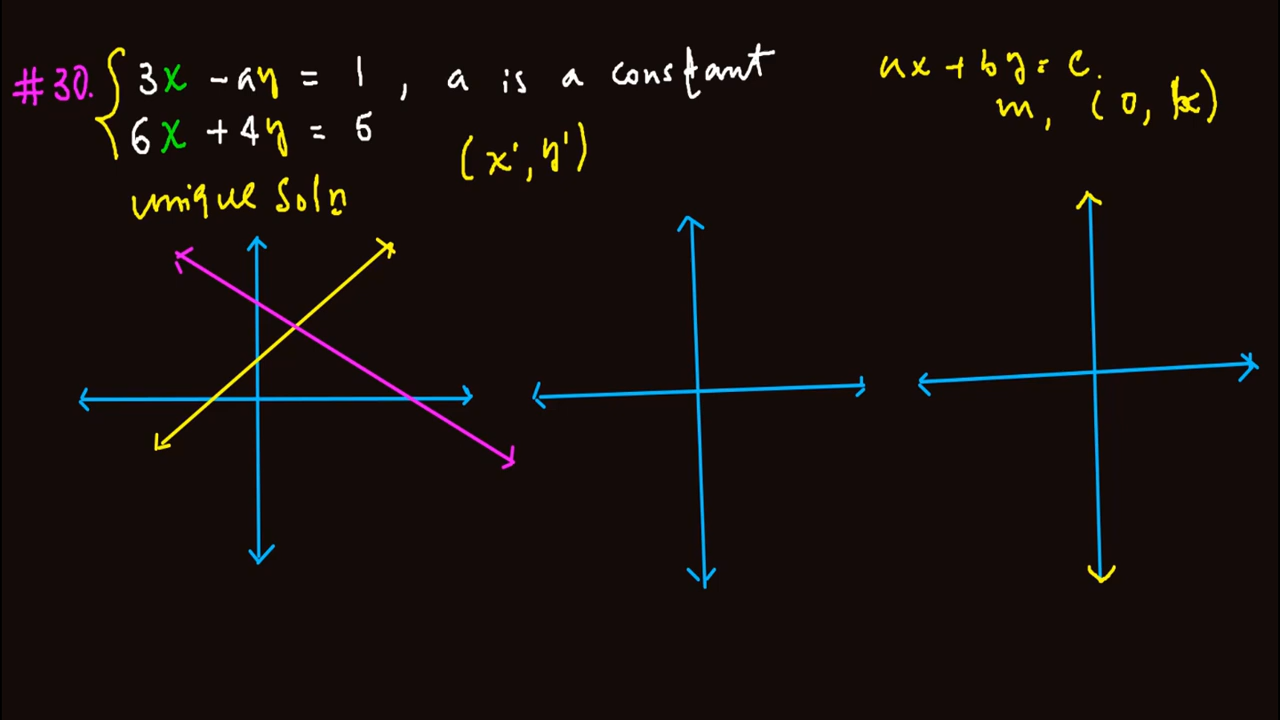 #30. { 3x - ay = 1 , a is a constant
6x + 4y = 5
unique Soln
(x', y')
ax + by = c.
m, (0, k)